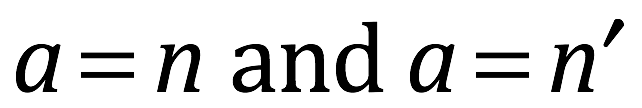 a = n and a = n′